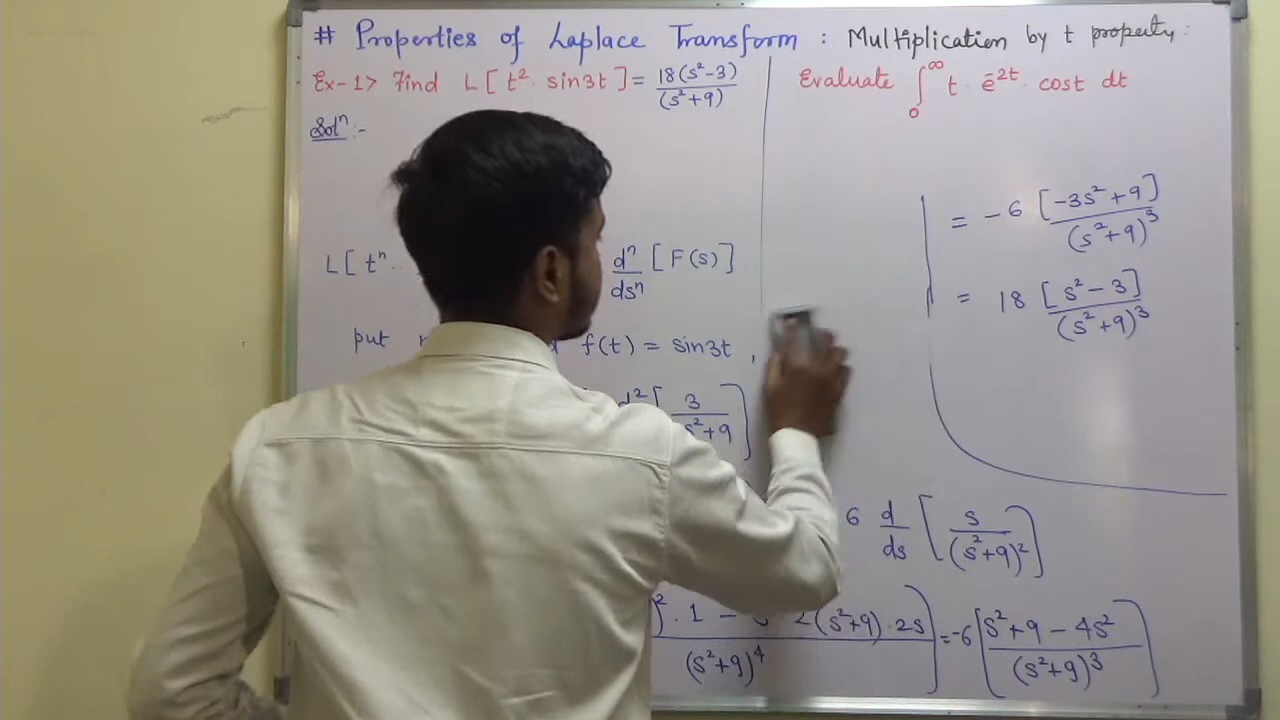 # Properties of Laplace Transform : Multiplication by t property :
Ex-1> Find L[t² sin3t] = 18(s²-3)/(s²+9)
Solⁿ :-
L[tⁿ. dⁿ/dsⁿ [F(s)]
put f(t) = sin3t ,
d²[3/s²+9]
6 d/ds [s/(s²+9)²]
)². 1 - 2(s²+9).2s]/(s²+9)⁴ = -6[s²+9-4s²/(s²+9)³]
Evaluate ∫₀^∞ t. e^-2t. cost dt
= -6 [-3s²+9]/(s²+9)³
= 18 [s²-3]/(s²+9)³